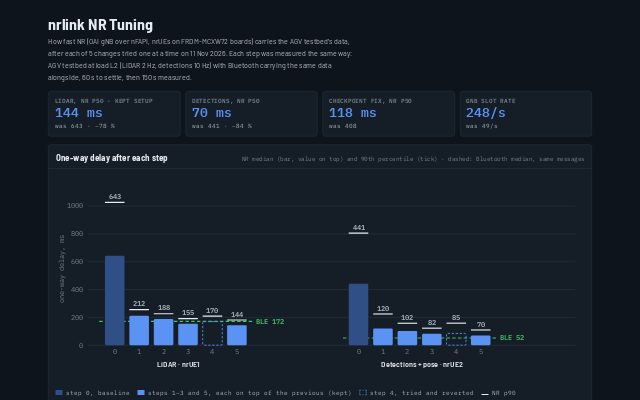 nrlink NR Tuning
How fast NR (OAI gNB over nFAPI, nrUEs on FRDM-MCXW72 boards) carries the AGV testbed's data,
after each of 5 changes tried one at a time on 11 Nov 2026. Each step was measured the same way:
AGV testbed at load L2 (LiDAR 2 Hz, detections 10 Hz) with Bluetooth carrying the same data
alongside, 60 s to settle, then 150 s measured.
LIDAR, NR P50 · KEPT SETUP
144 ms
was 643 · −78 %
DETECTIONS, NR P50
70 ms
was 441 · −84 %
CHECKPOINT FIX, NR P50
118 ms
was 408
GNB SLOT RATE
248/s
was 49/s
One-way delay after each step
NR median (bar, value on top) and 90th percentile (tick) · dashed: Bluetooth median, same messages
one-way delay, ms
1000
800
600
400
200
0
643
212
188
155
170
144
BLE 172
0 1 2 3 4 5
LiDAR · nrUE1
441
120
102
82
85
70
BLE 52
0 1 2 3 4 5
Detections + pose · nrUE2
step 0, baseline
steps 1–3 and 5, each on top of the previous (kept)
step 4, tried and reverted
NR p90